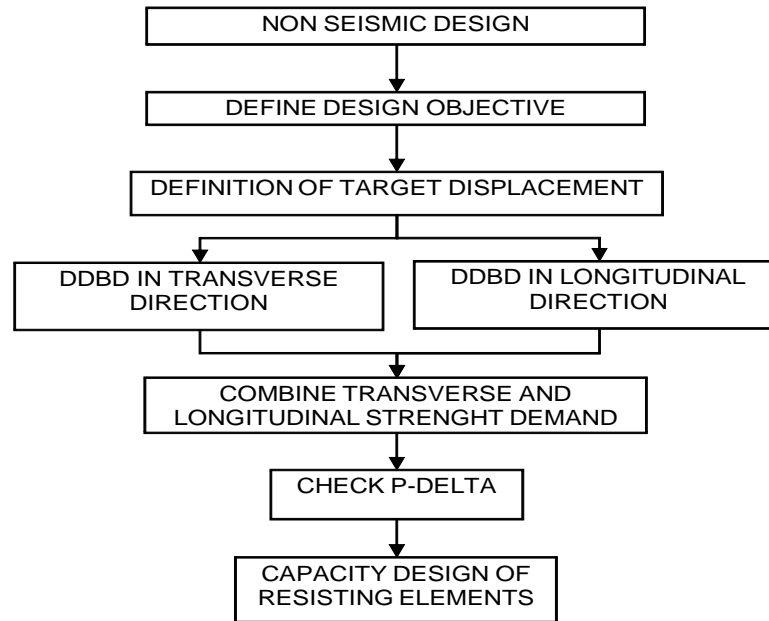 NON SEISMIC DESIGN
DEFINE DESIGN OBJECTIVE
DEFINITION OF TARGET DISPLACEMENT
DDBD IN TRANSVERSE
DIRECTION
DDBD IN LONGITUDINAL
DIRECTION
COMBINE TRANSVERSE AND
LONGITUDINAL STRENGHT DEMAND
CHECK P-DELTA
CAPACITY DESIGN OF
RESISTING ELEMENTS